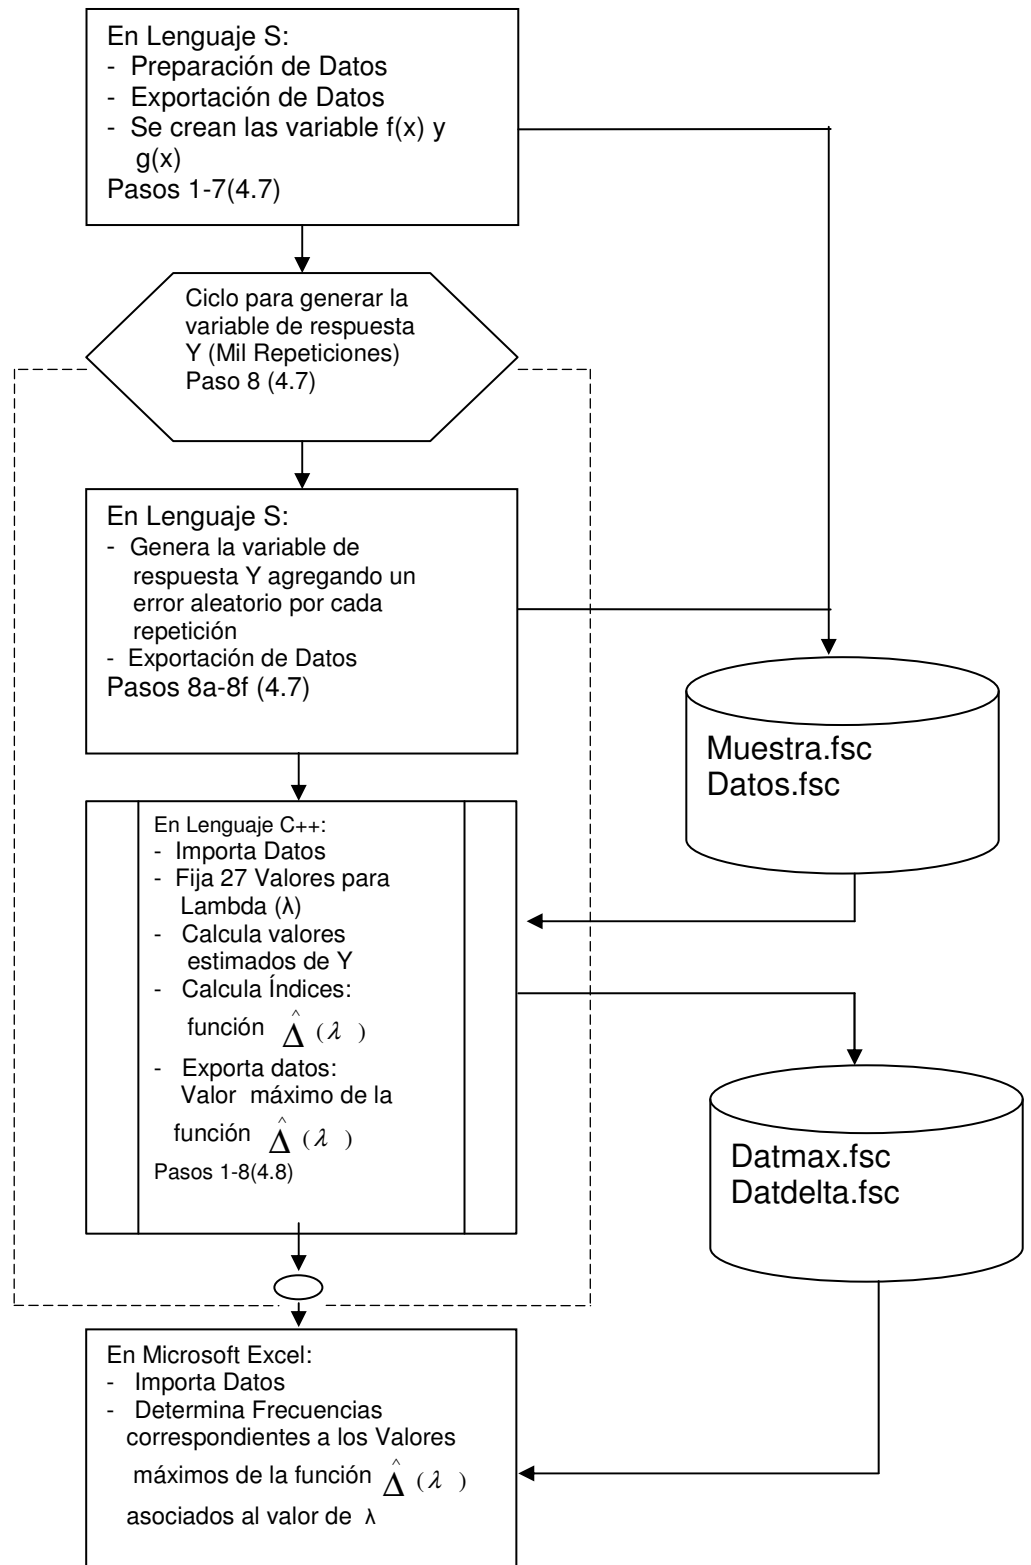 En Lenguaje S:
- Preparación de Datos
- Exportación de Datos
- Se crean las variable f(x) y
g(x)
Pasos 1-7(4.7)
Ciclo para generar la
variable de respuesta
Y (Mil Repeticiones)
Paso 8 (4.7)
En Lenguaje S:
- Genera la variable de
respuesta Y agregando un
error aleatorio por cada
repetición
- Exportación de Datos
Pasos 8a-8f (4.7)
Muestra.fsc
Datos.fsc
En Lenguaje C++:
- Importa Datos
- Fija 27 Valores para
Lambda (λ)
- Calcula valores
estimados de Y
- Calcula Índices:
función Δ̂ (λ )
- Exporta datos:
Valor máximo de la
función Δ̂ (λ )
Pasos 1-8(4.8)
Datmax.fsc
Datdelta.fsc
En Microsoft Excel:
- Importa Datos
- Determina Frecuencias
correspondientes a los Valores
máximos de la función Δ̂ (λ )
asociados al valor de λ